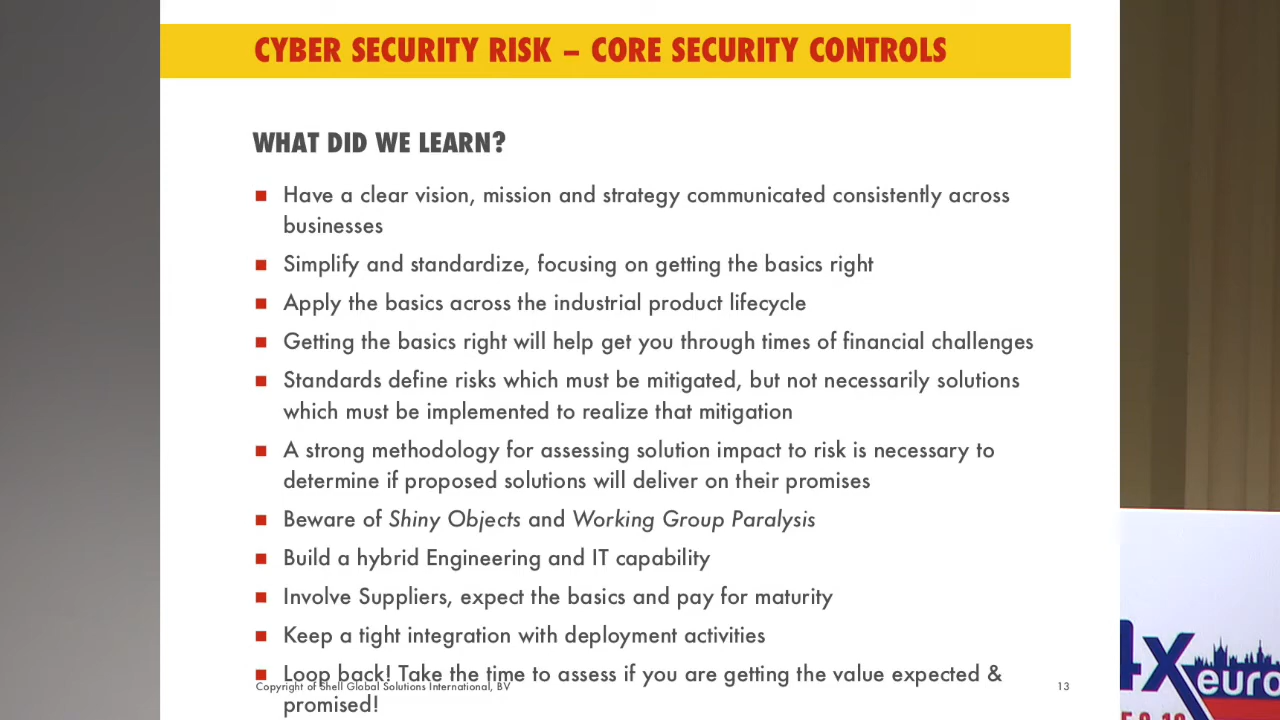 CYBER SECURITY RISK – CORE SECURITY CONTROLS
WHAT DID WE LEARN?
Have a clear vision, mission and strategy communicated consistently across
businesses
Simplify and standardize, focusing on getting the basics right
Apply the basics across the industrial product lifecycle
Getting the basics right will help get you through times of financial challenges
Standards define risks which must be mitigated, but not necessarily solutions
which must be implemented to realize that mitigation
A strong methodology for assessing solution impact to risk is necessary to
determine if proposed solutions will deliver on their promises
Beware of Shiny Objects and Working Group Paralysis
Build a hybrid Engineering and IT capability
Involve Suppliers, expect the basics and pay for maturity
Keep a tight integration with deployment activities
Loop back! Take the time to assess if you are getting the value expected &
promised!
Copyright of Shell Global Solutions International, BV
13
4x
euro